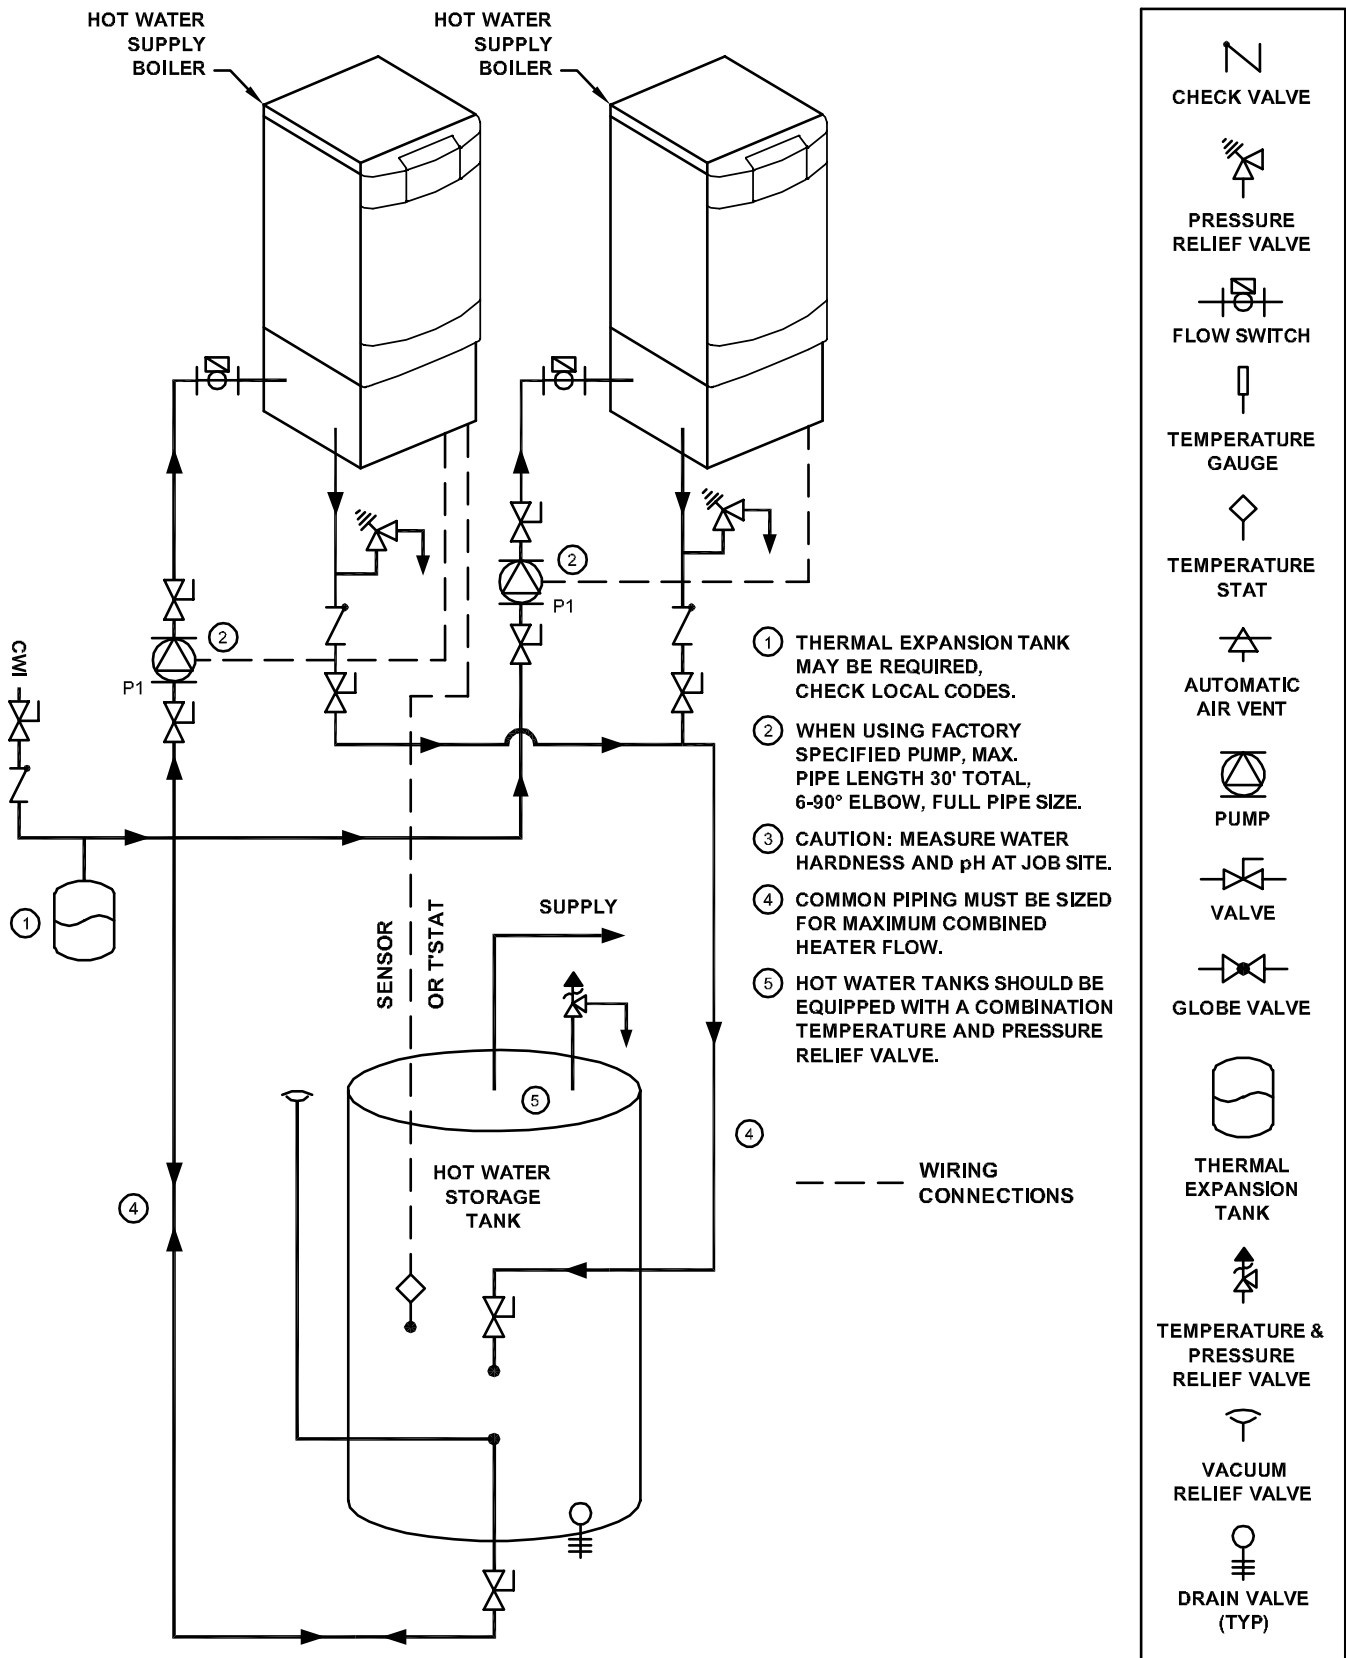 HOT WATER
SUPPLY
BOILER
HOT WATER
SUPPLY
BOILER
2
P1
2
P1
CWI
1
SENSOR
OR T'STAT
SUPPLY
5
HOT WATER
STORAGE
TANK
4
4
1 THERMAL EXPANSION TANK
MAY BE REQUIRED,
CHECK LOCAL CODES.
2 WHEN USING FACTORY
SPECIFIED PUMP, MAX.
PIPE LENGTH 30' TOTAL,
6-90° ELBOW, FULL PIPE SIZE.
3 CAUTION: MEASURE WATER
HARDNESS AND pH AT JOB SITE.
4 COMMON PIPING MUST BE SIZED
FOR MAXIMUM COMBINED
HEATER FLOW.
5 HOT WATER TANKS SHOULD BE
EQUIPPED WITH A COMBINATION
TEMPERATURE AND PRESSURE
RELIEF VALVE.
WIRING
CONNECTIONS
CHECK VALVE
PRESSURE
RELIEF VALVE
FLOW SWITCH
TEMPERATURE
GAUGE
TEMPERATURE
STAT
AUTOMATIC
AIR VENT
PUMP
VALVE
GLOBE VALVE
THERMAL
EXPANSION
TANK
TEMPERATURE &
PRESSURE
RELIEF VALVE
VACUUM
RELIEF VALVE
DRAIN VALVE
(TYP)